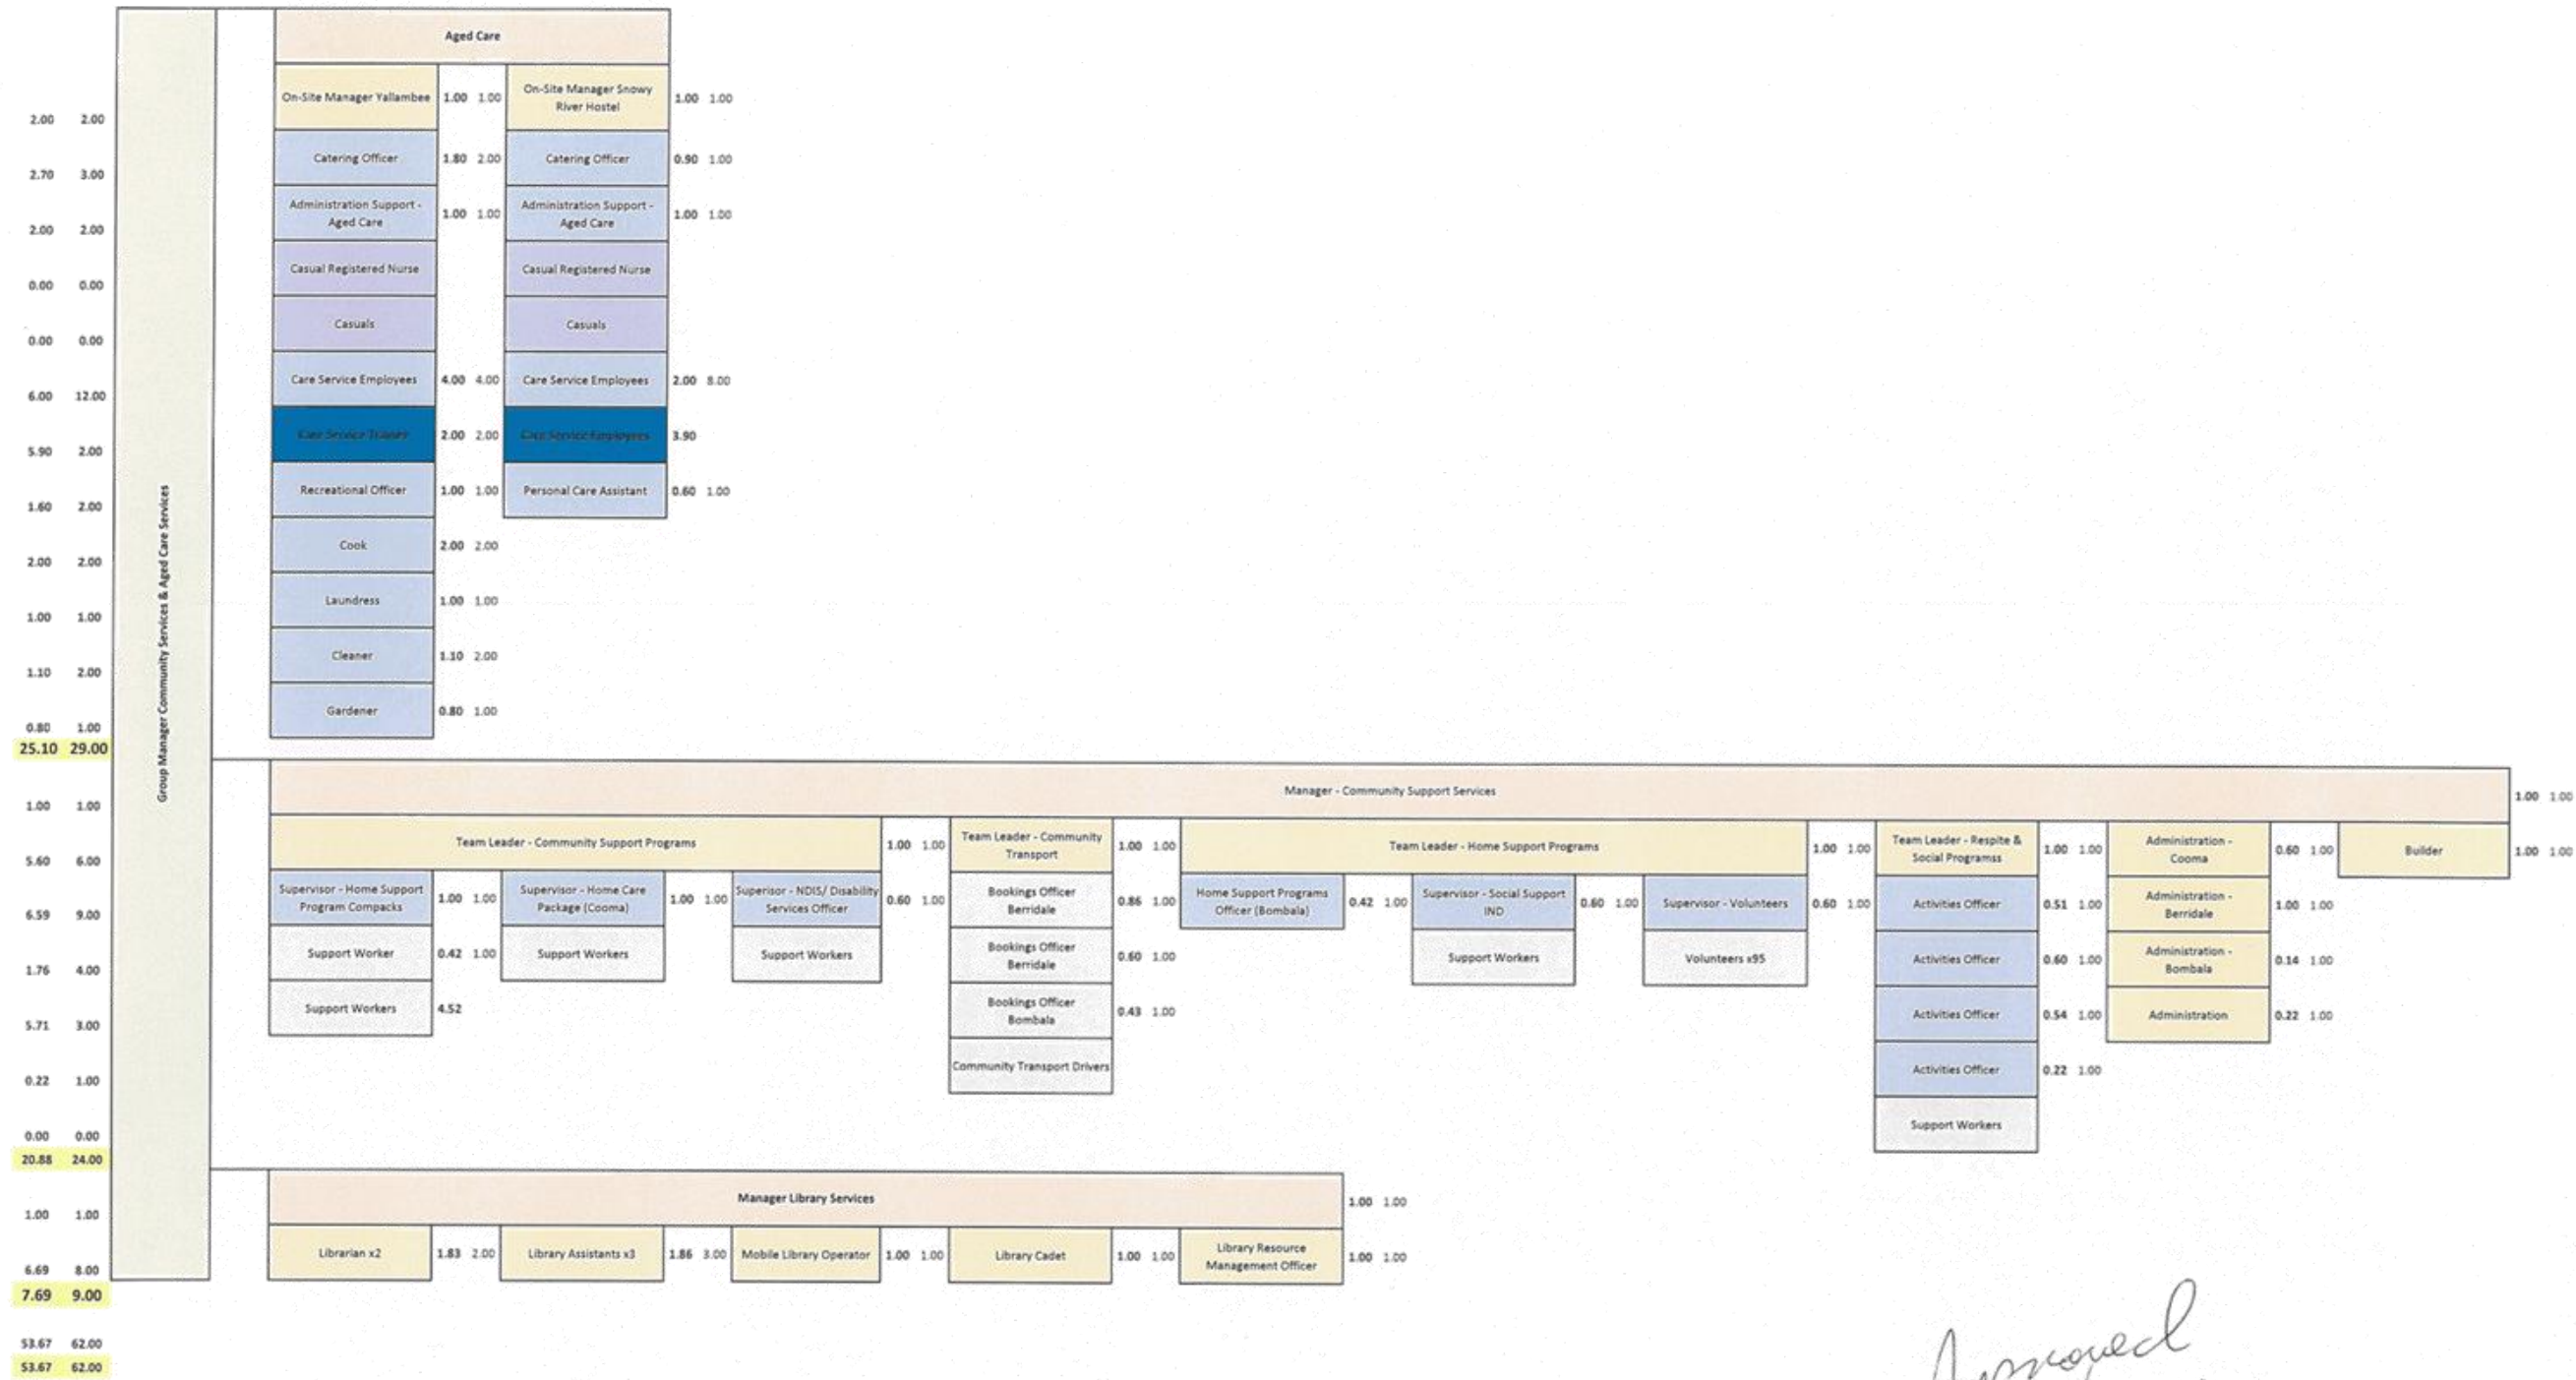 Aged Care
On-Site Manager Yallambee 1.00 1.00 On-Site Manager Snowy River Hostel 1.00 1.00
2.00 2.00
Catering Officer 1.80 2.00 Catering Officer 0.90 1.00
2.70 3.00
Administration Support - Aged Care 1.00 1.00 Administration Support - Aged Care 1.00 1.00
2.00 2.00
Casual Registered Nurse Casual Registered Nurse
0.00 0.00
Casuals Casuals
0.00 0.00
Care Service Employees 4.00 4.00 Care Service Employees 2.00 8.00
6.00 12.00
Care Service Trainee 2.00 2.00 Care Service Employees 3.90
5.90 2.00
Recreational Officer 1.00 1.00 Personal Care Assistant 0.60 1.00
1.60 2.00
Cook 2.00 2.00
2.00 2.00
Laundress 1.00 1.00
1.00 1.00
Cleaner 1.10 2.00
1.10 2.00
Gardener 0.80 1.00
0.80 1.00
25.10 29.00
Group Manager Community Services & Aged Care Services
Manager - Community Support Services 1.00 1.00
1.00 1.00
Team Leader - Community Support Programs 1.00 1.00 Team Leader - Community Transport 1.00 1.00 Team Leader - Home Support Programs 1.00 1.00 Team Leader - Respite & Social Programss 1.00 1.00 Administration - Cooma 0.60 1.00 Builder 1.00 1.00
5.60 6.00
Supervisor - Home Support Program Compacks 1.00 1.00 Supervisor - Home Care Package (Cooma) 1.00 1.00 Superisor - NDIS/ Disability Services Officer 0.60 1.00 Bookings Officer Berridale 0.86 1.00 Home Support Programs Officer (Bombala) 0.42 1.00 Supervisor - Social Support IND 0.60 1.00 Supervisor - Volunteers 0.60 1.00 Activities Officer 0.51 1.00 Administration - Berridale 1.00 1.00
6.59 9.00
Support Worker 0.42 1.00 Support Workers Support Workers Bookings Officer Berridale 0.60 1.00 Support Workers Volunteers x95 Activities Officer 0.60 1.00 Administration - Bombala 0.14 1.00
1.76 4.00
Support Workers 4.52 Bookings Officer Bombala 0.43 1.00 Activities Officer 0.54 1.00 Administration 0.22 1.00
5.71 3.00
Community Transport Drivers Activities Officer 0.22 1.00
0.22 1.00
Support Workers
0.00 0.00
20.88 24.00
Manager Library Services 1.00 1.00
1.00 1.00
Librarian x2 1.83 2.00 Library Assistants x3 1.86 3.00 Mobile Library Operator 1.00 1.00 Library Cadet 1.00 1.00 Library Resource Management Officer 1.00 1.00
6.69 8.00
7.69 9.00
53.67 62.00
53.67 62.00
Approved